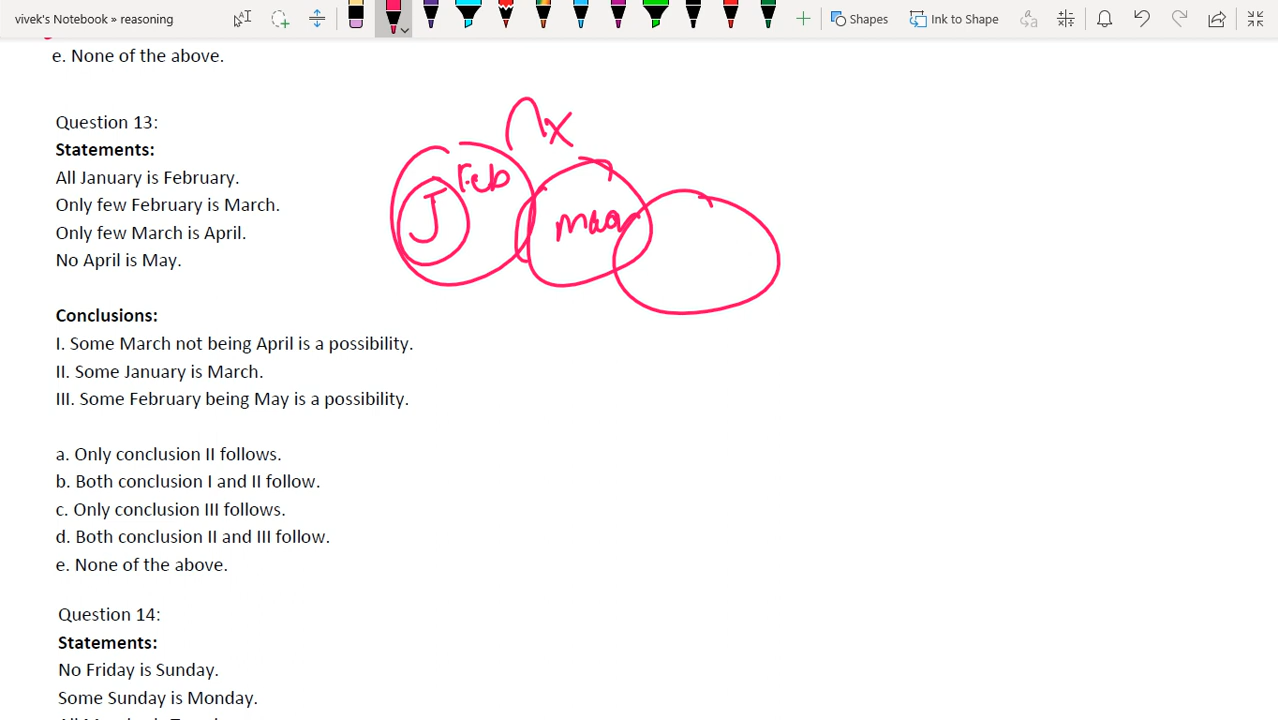 vivek's Notebook » reasoning
Shapes
Ink to Shape
e. None of the above.
Question 13:
Statements:
All January is February.
Only few February is March.
Only few March is April.
No April is May.
x
Feb
J
mar
Conclusions:
I. Some March not being April is a possibility.
II. Some January is March.
III. Some February being May is a possibility.
a. Only conclusion II follows.
b. Both conclusion I and II follow.
c. Only conclusion III follows.
d. Both conclusion II and III follow.
e. None of the above.
Question 14:
Statements:
No Friday is Sunday.
Some Sunday is Monday.